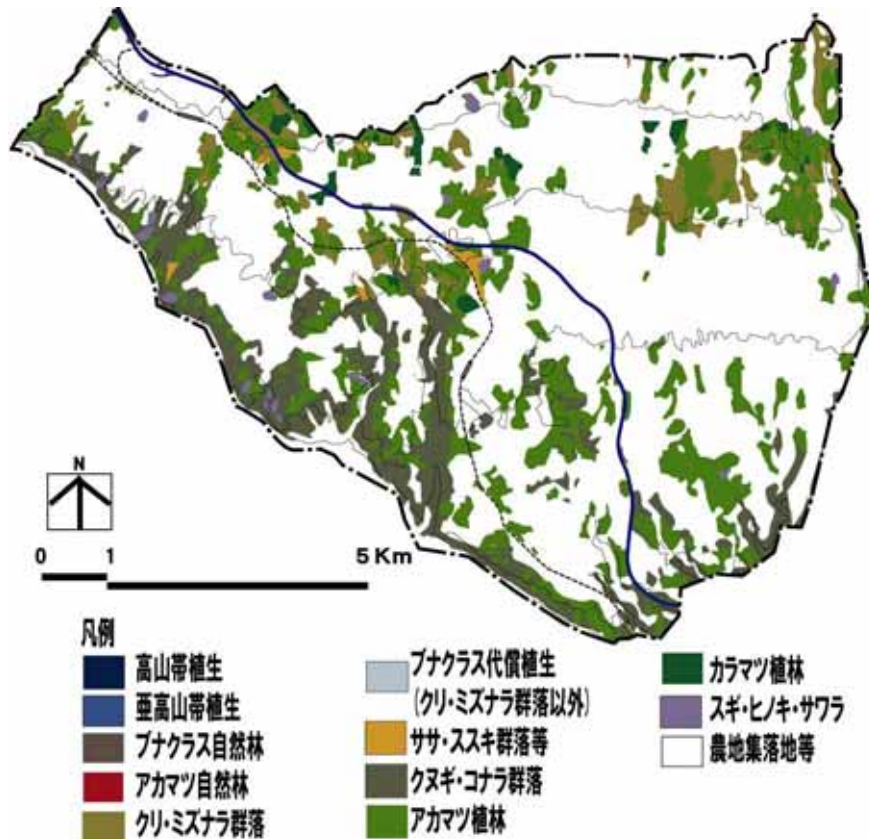 N
0 1 5 Km
凡例
高山帯植生
亜高山帯植生
ブナクラス自然林
アカマツ自然林
クリ・ミズナラ群落
ブナクラス代償植生
(クリ・ミズナラ群落以外)
ササ・ススキ群落等
クヌギ・コナラ群落
アカマツ植林
カラマツ植林
スギ・ヒノキ・サワラ
農地集落地等